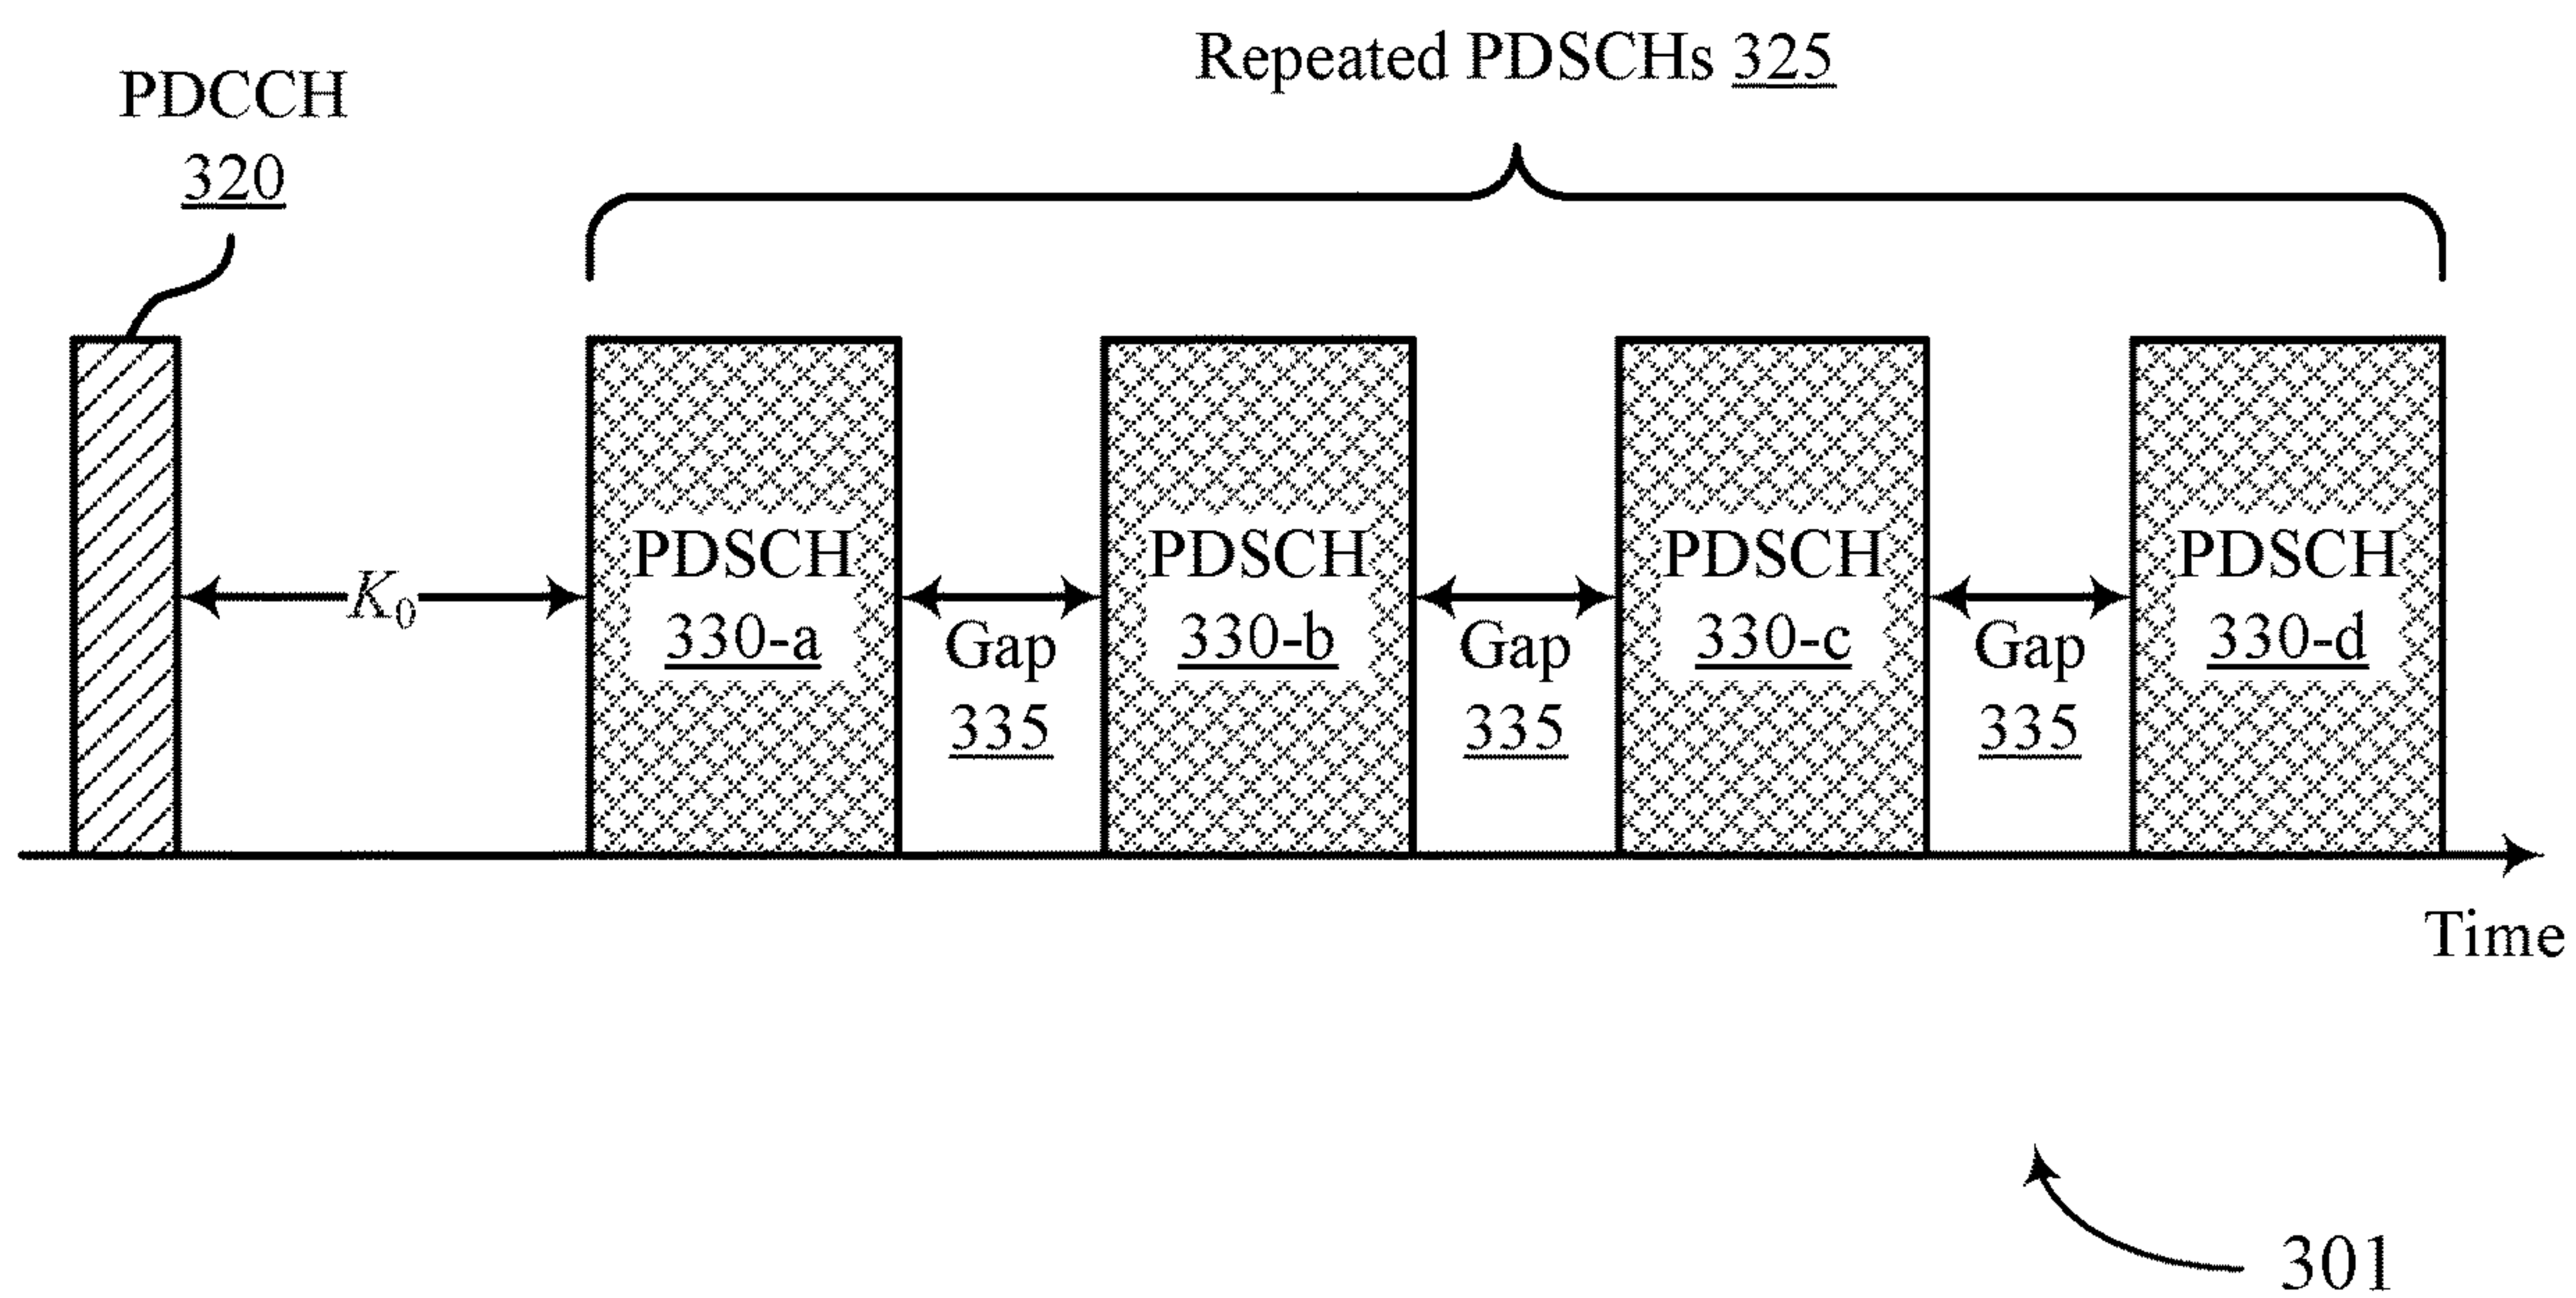 Repeated PDSCHs 325
PDCCH
320
K₀
PDSCH
330-a
Gap
335
PDSCH
330-b
Gap
335
PDSCH
330-c
Gap
335
PDSCH
330-d
Time
301